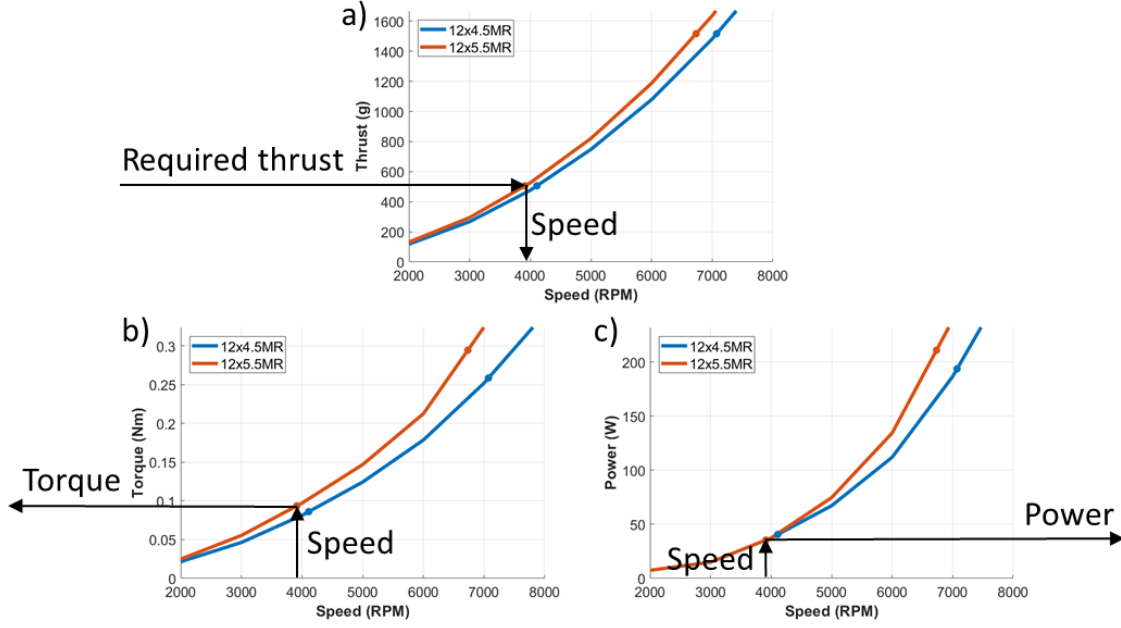 a)
1600
1400
1200
1000
800
600
400
200
0
Thrust (g)
12x4.5MR
12x5.5MR
Required thrust
Speed
2000 3000 4000 5000 6000 7000 8000
Speed (RPM)
b)
0.3
0.25
0.2
0.15
0.1
0.05
0
Torque (Nm)
12x4.5MR
12x5.5MR
Torque
Speed
2000 3000 4000 5000 6000 7000 8000
Speed (RPM)
c)
200
150
100
50
0
Power (W)
12x4.5MR
12x5.5MR
Power
Speed
2000 3000 4000 5000 6000 7000 8000
Speed (RPM)